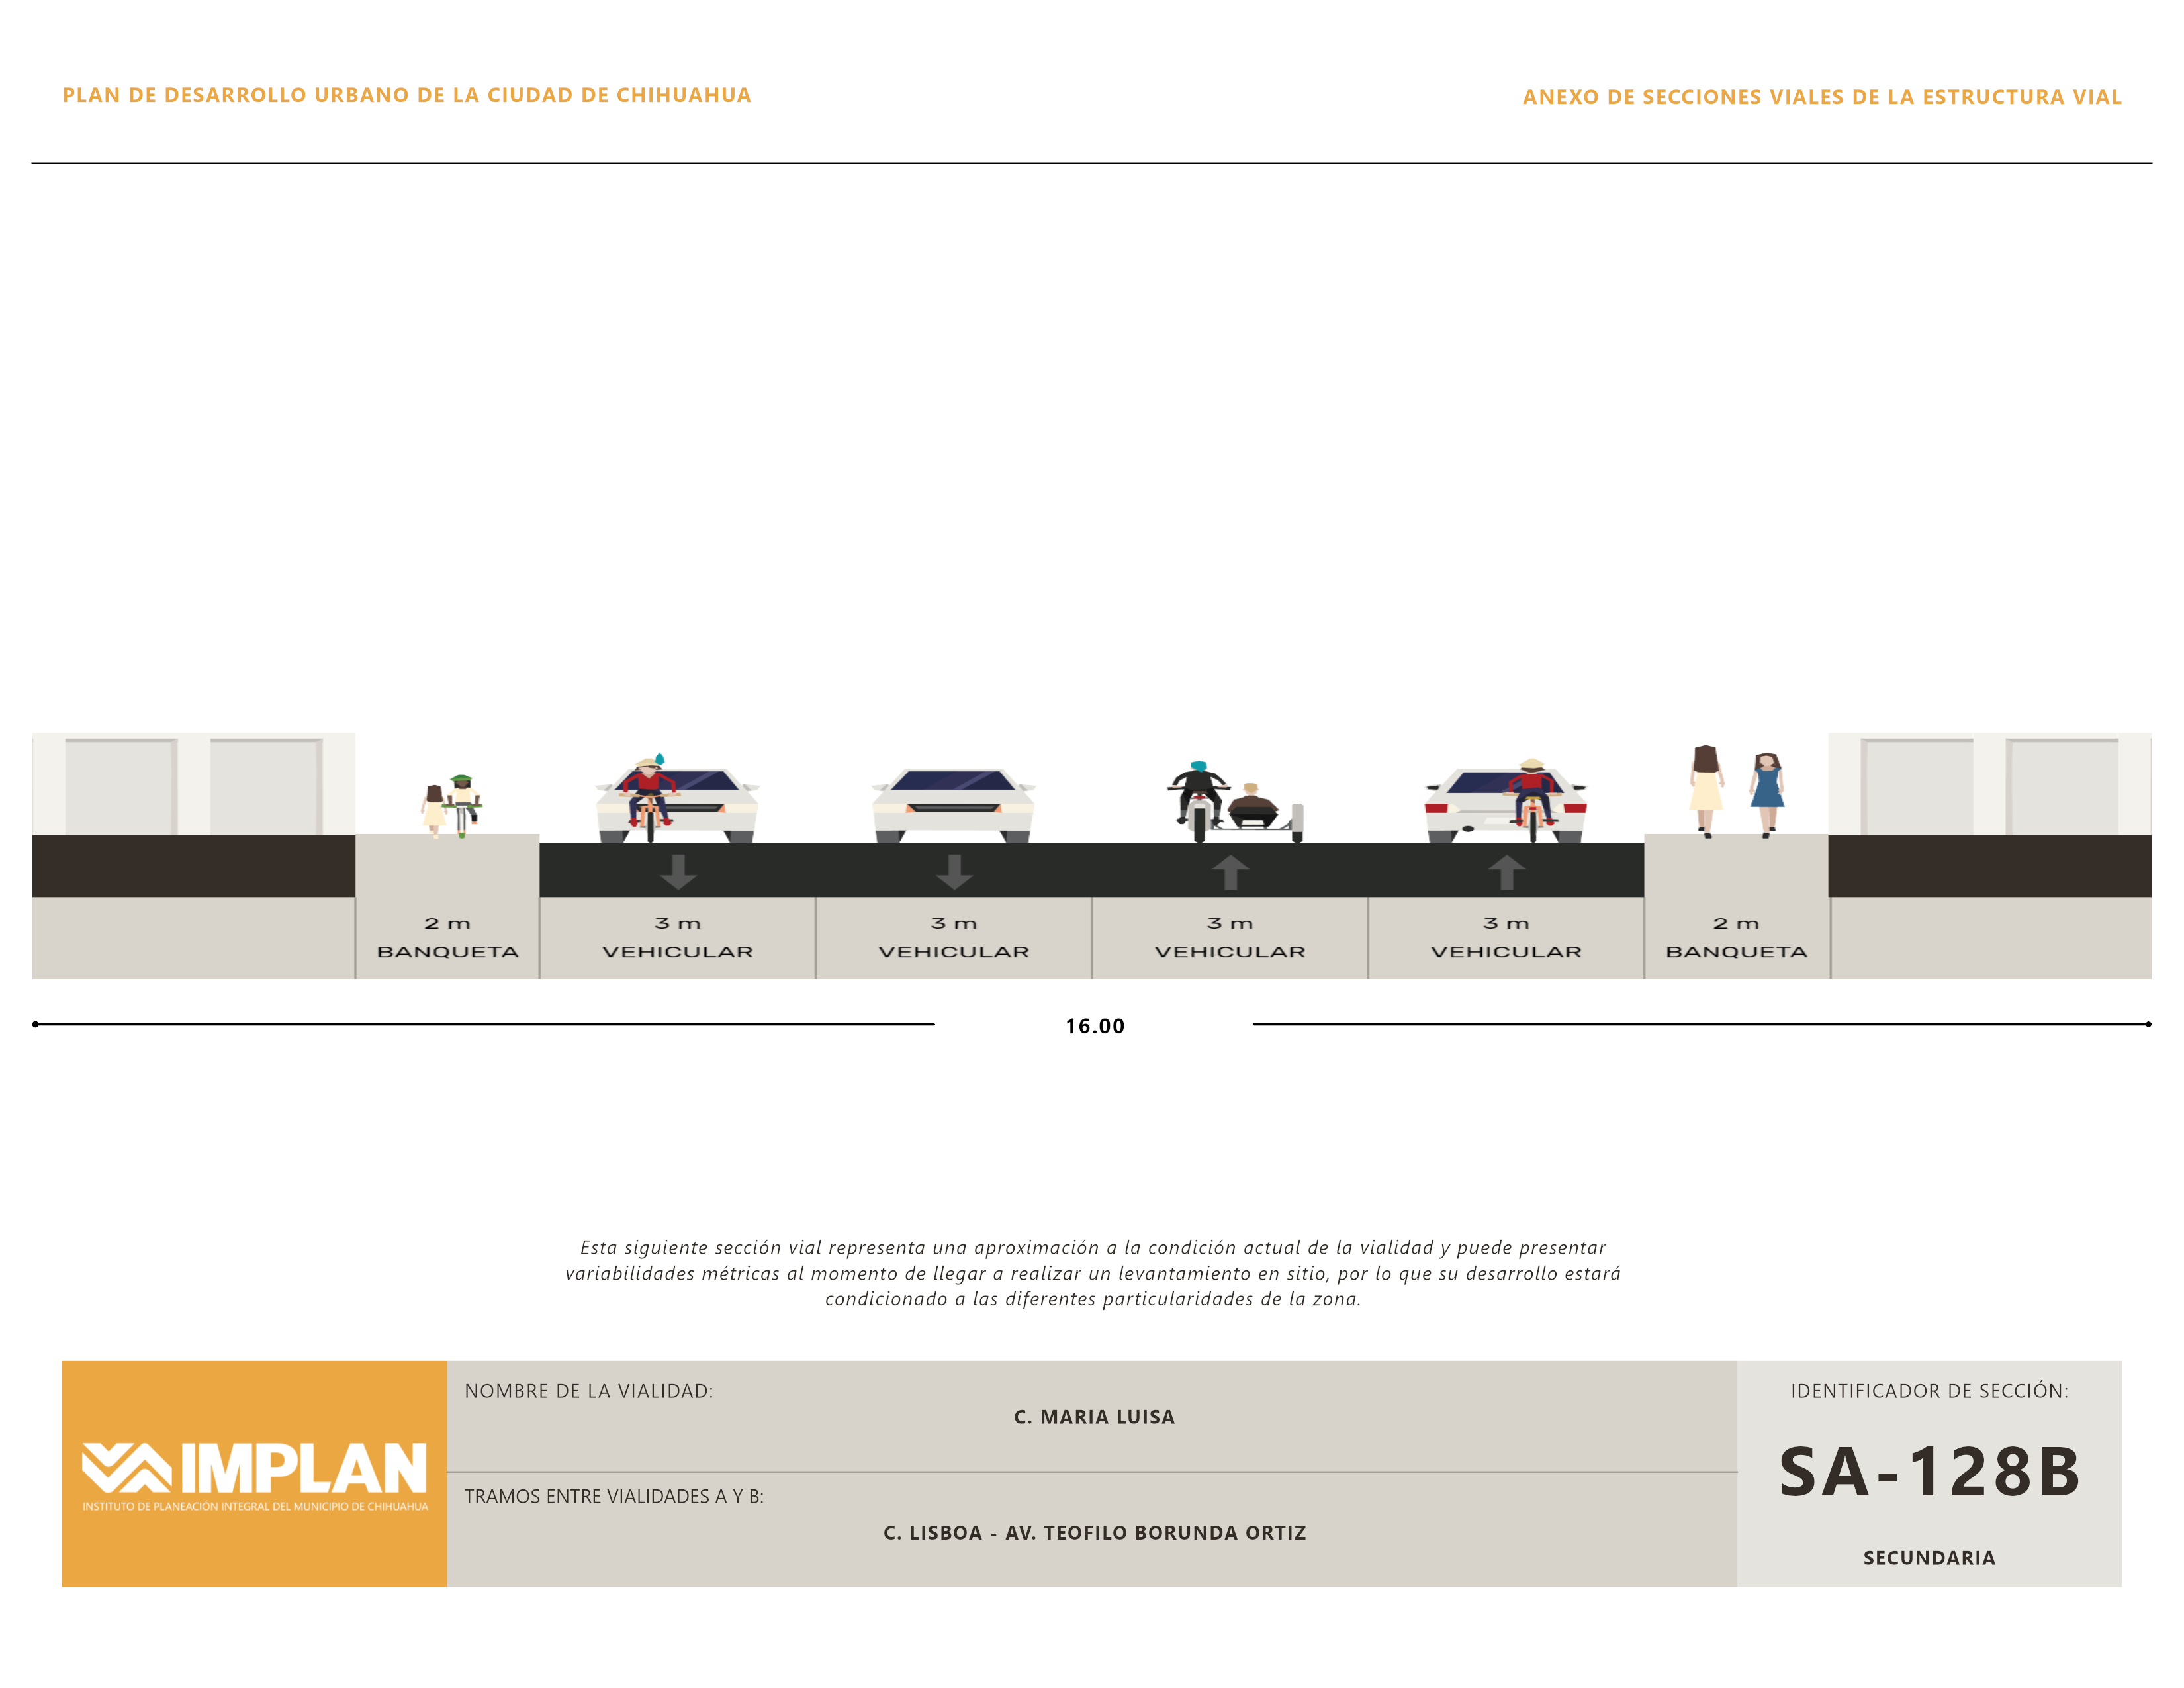 PLAN DE DESARROLLO URBANO DE LA CIUDAD DE CHIHUAHUA
ANEXO DE SECCIONES VIALES DE LA ESTRUCTURA VIAL
2 m
BANQUETA
3 m
VEHICULAR
3 m
VEHICULAR
3 m
VEHICULAR
3 m
VEHICULAR
2 m
BANQUETA
16.00
Esta siguiente sección vial representa una aproximación a la condición actual de la vialidad y puede presentar
variabilidades métricas al momento de llegar a realizar un levantamiento en sitio, por lo que su desarrollo estará
condicionado a las diferentes particularidades de la zona.
IMPLAN
INSTITUTO DE PLANEACIÓN INTEGRAL DEL MUNICIPIO DE CHIHUAHUA
NOMBRE DE LA VIALIDAD:
C. MARIA LUISA
TRAMOS ENTRE VIALIDADES A Y B:
C. LISBOA - AV. TEOFILO BORUNDA ORTIZ
IDENTIFICADOR DE SECCIÓN:
SA-128B
SECUNDARIA